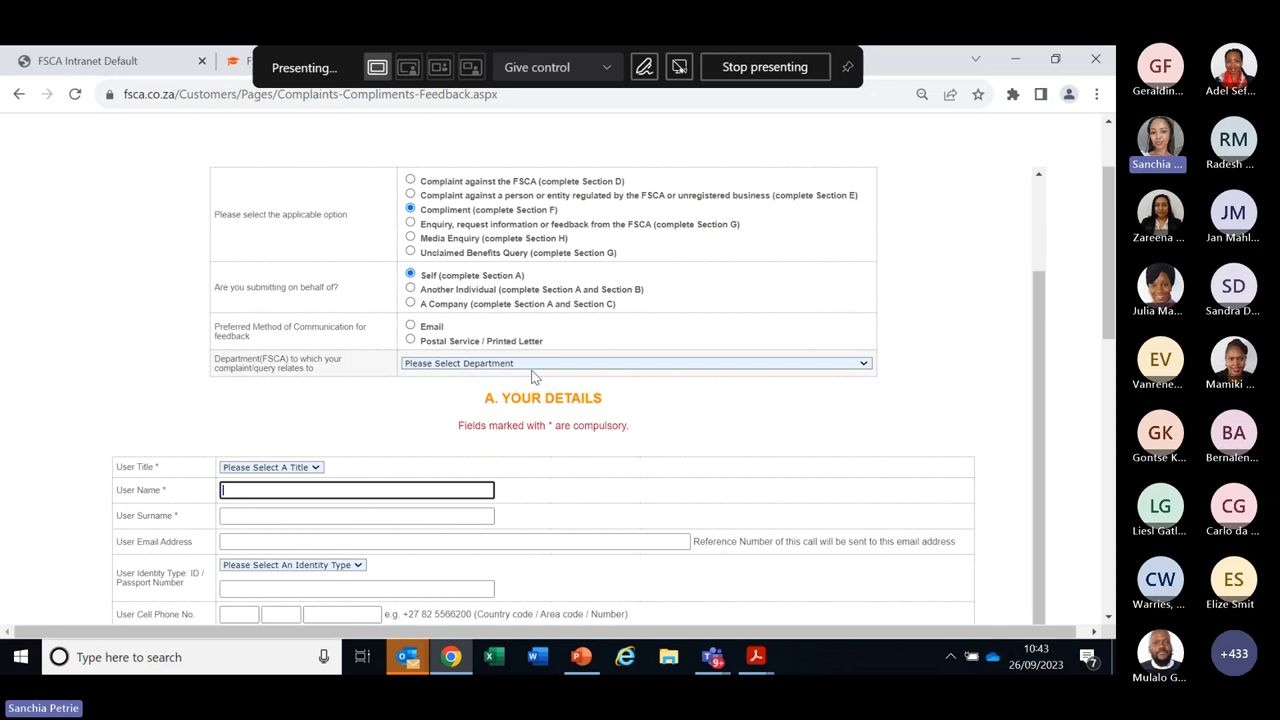 FSCA Intranet Default
F
Presenting...
Give control
Stop presenting
fsca.co.za/Customers/Pages/Complaints-Compliments-Feedback.aspx
Please select the applicable option
Complaint against the FSCA (complete Section D)
Complaint against a person or entity regulated by the FSCA or unregistered business (complete Section E)
Compliment (complete Section F)
Enquiry, request information or feedback from the FSCA (complete Section G)
Media Enquiry (complete Section H)
Unclaimed Benefits Query (complete Section G)
Are you submitting on behalf of?
Self (complete Section A)
Another Individual (complete Section A and Section B)
A Company (complete Section A and Section C)
Preferred Method of Communication for
feedback
Email
Postal Service / Printed Letter
Department(FSCA) to which your
complaint/query relates to
Please Select Department
A. YOUR DETAILS
Fields marked with * are compulsory.
User Title *
Please Select A Title
User Name *
User Surname *
User Email Address
Reference Number of this call will be sent to this email address
User Identity Type: ID /
Passport Number
Please Select An Identity Type
User Cell Phone No.
e.g. +27 82 5566200 (Country code / Area code / Number)
Type here to search
9+
10:43
26/09/2023
7
Sanchia Petrie
GF
Geraldin...
Adel Sef...
Sanchia ...
RM
Radesh ...
Zareena ...
JM
Jan Mahl...
Julia Ma...
SD
Sandra D...
EV
Vanrene...
Mamiki ...
GK
Gontse K...
BA
Bernalen...
LG
Liesl Gatl...
CG
Carlo da ...
CW
Warries, ...
ES
Elize Smit
Mulalo G...
+433